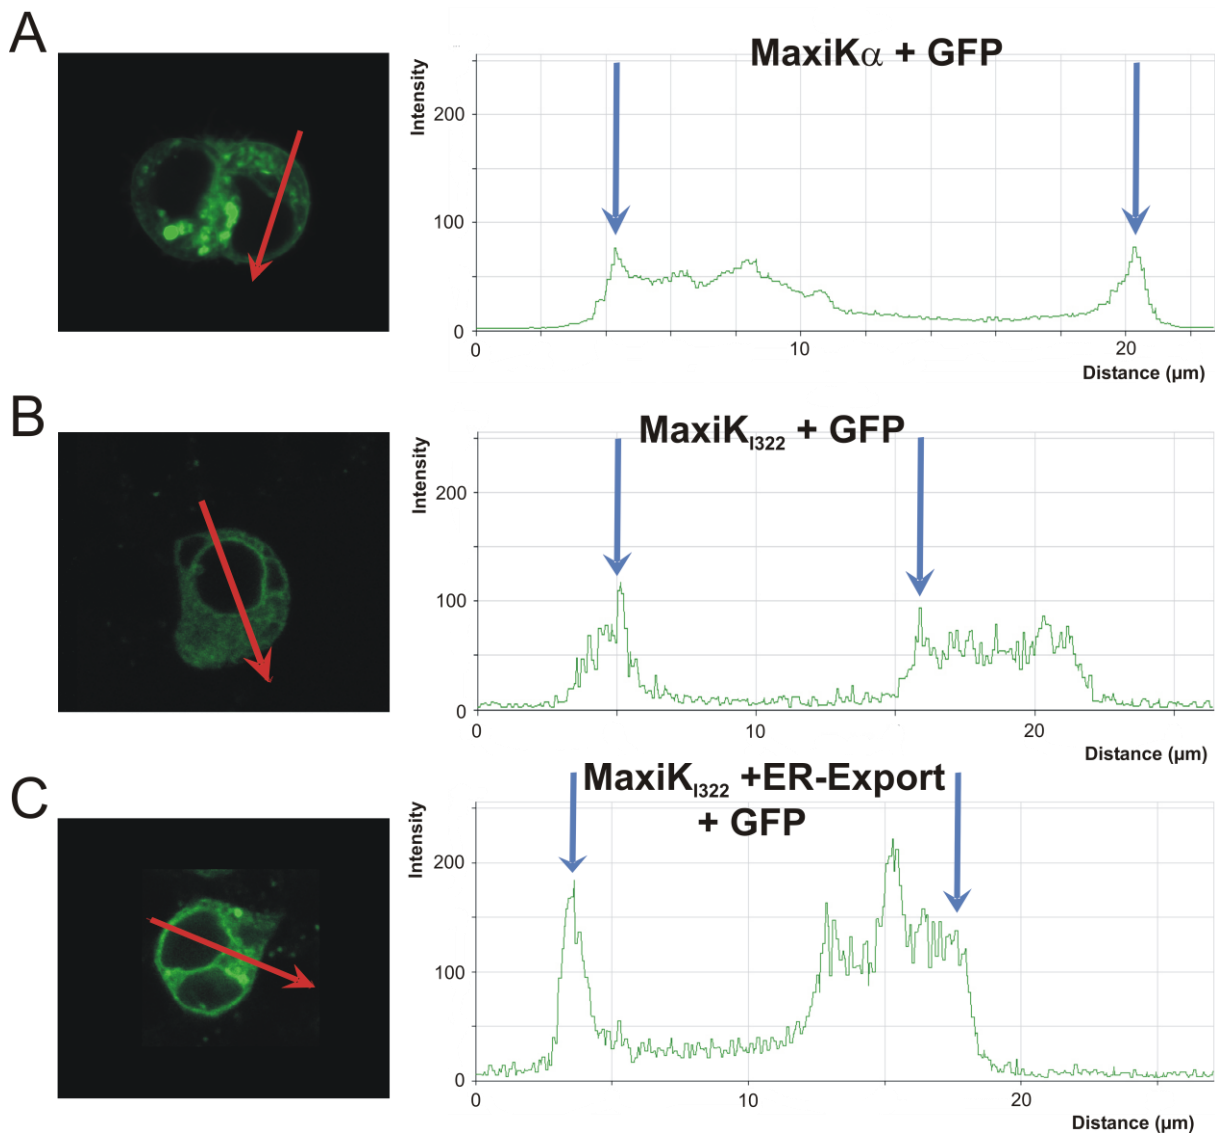 A
MaxiKα + GFP
Intensity
200
100
0
0 10 20
Distance (µm)
B
MaxiKI322 + GFP
Intensity
200
100
0
0 10 20
Distance (µm)
C
MaxiKI322 +ER-Export
+ GFP
Intensity
200
100
0
0 10 20
Distance (µm)